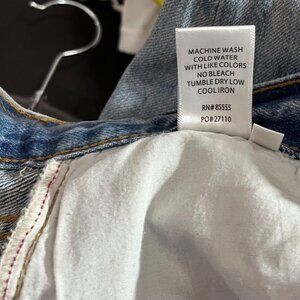 MACHINE WASH
COLD WATER
WITH LIKE COLORS
NO BLEACH
TUMBLE DRY LOW
COOL IRON
RN# 85555
PO# 27110